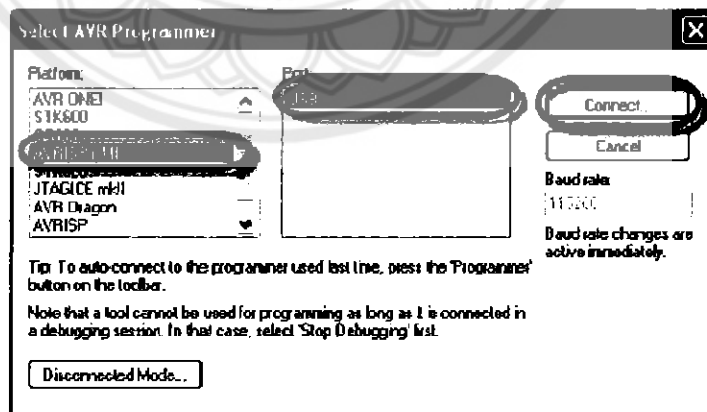 Select AVR Programmer
Platform:
Port:
AVR ONE!
STK600
AVRISP mkII
JTAGICE mkII
AVR Dragon
AVRISP
USB
Connect...
Cancel
Baud rate:
115200
Baud rate changes are
active immediately.
Tip: To auto-connect to the programmer used last time, press the 'Programmer'
button on the toolbar.
Note that a tool cannot be used for programming as long as it is connected in
a debugging session. In that case, select 'Stop Debugging' first.
Disconnected Mode...